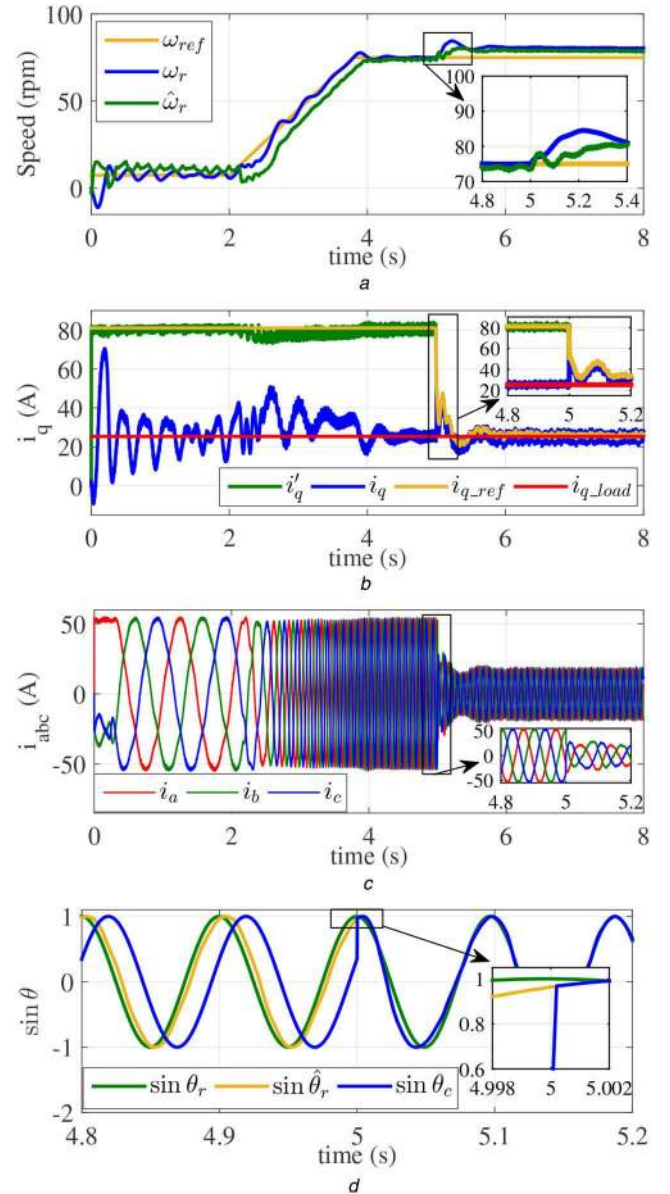 100
50
0
Speed (rpm)
ω_ref
ω_r
ω̂_r
100
90
80
70
4.8 5 5.2 5.4
0 2 4 6 8
time (s)
a
80
60
40
20
0
i_q (A)
80
60
40
20
4.8 5 5.2
i′_q i_q i_q_ref i_q_load
0 2 4 6 8
time (s)
b
50
0
-50
i_abc (A)
50
0
-50
4.8 5 5.2
i_a i_b i_c
0 2 4 6 8
time (s)
c
1
0
-1
-2
sin θ
1
0.8
0.6
4.998 5 5.002
sin θ_r sin θ̂_r sin θ_c
4.8 4.9 5 5.1 5.2
time (s)
d